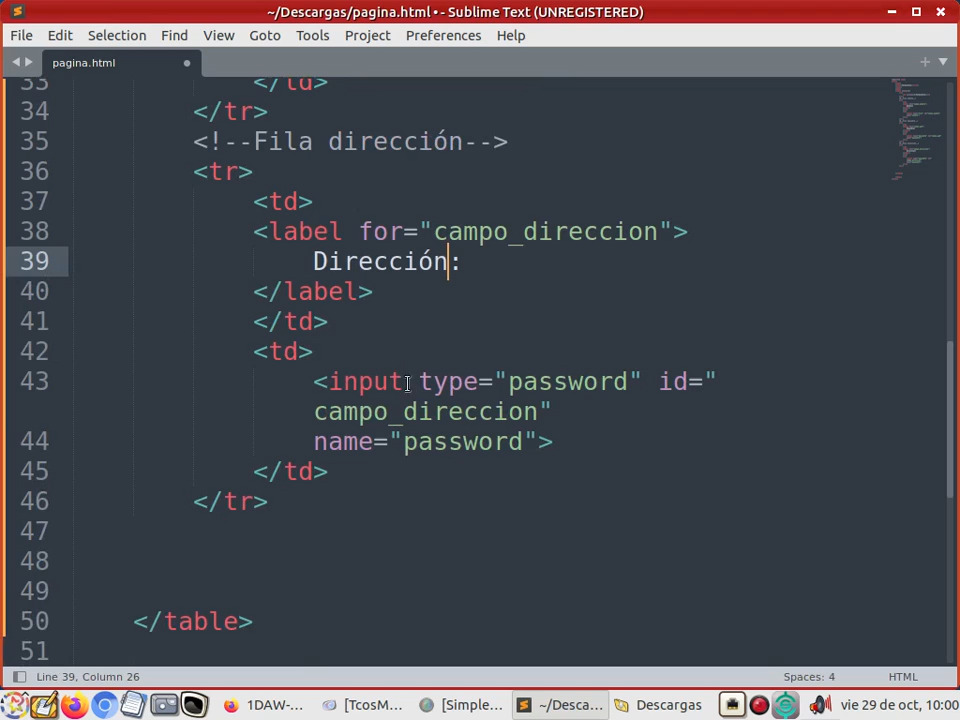 ~/Descargas/pagina.html • - Sublime Text (UNREGISTERED)
File Edit Selection Find View Goto Tools Project Preferences Help
pagina.html
33 </td>
34 </tr>
35 <!--Fila dirección-->
36 <tr>
37 <td>
38 <label for="campo_direccion">
39 Dirección:
40 </label>
41 </td>
42 <td>
43 <input type="password" id="
campo_direccion"
44 name="password">
45 </td>
46 </tr>
47
48
49
50 </table>
51
Line 39, Column 26 Spaces: 4 HTML
1DAW-... [TcosM... [Simple... ~/Desca... Descargas vie 29 de oct, 10:00